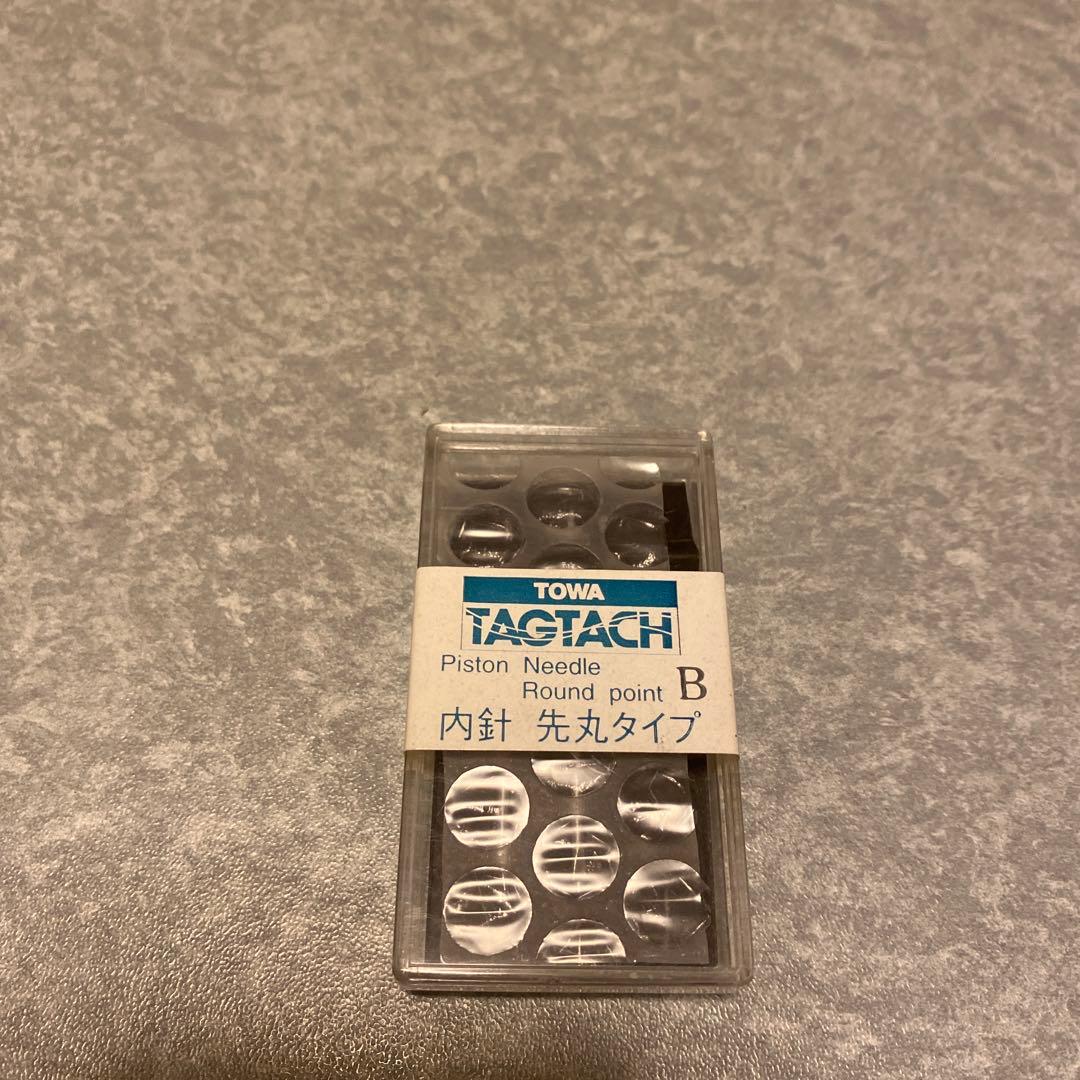 TOWA
TAGTACH
Piston Needle
Round point B
内針 先丸タイプ